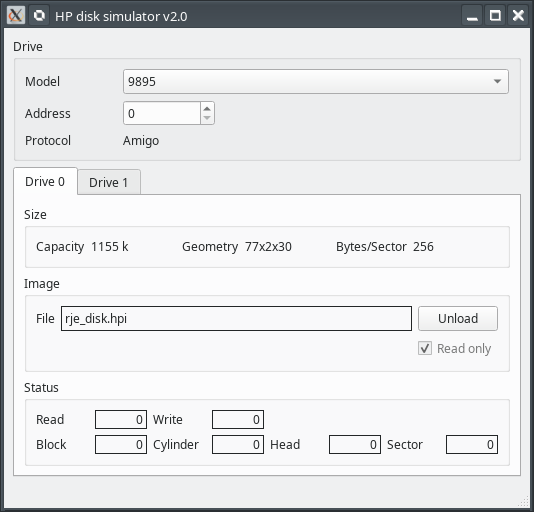 HP disk simulator v2.0
Drive
Model 9895
Address 0
Protocol Amigo
Drive 0 Drive 1
Size
Capacity 1155 k Geometry 77x2x30 Bytes/Sector 256
Image
File rje_disk.hpi Unload
Read only
Status
Read 0 Write 0
Block 0 Cylinder 0 Head 0 Sector 0